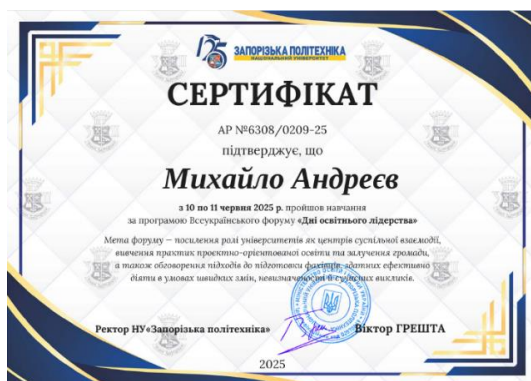 125 ЗАПОРІЗЬКА ПОЛІТЕХНІКА
НАЦІОНАЛЬНИЙ УНІВЕРСИТЕТ
СЕРТИФІКАТ
АР №6308/0209-25
підтверджує, що
Михайло Андреєв
з 10 по 11 червня 2025 р. пройшов навчання
за програмою Всеукраїнського форуму «Дні освітнього лідерства»
Мета форуму – посилення ролі університетів як центрів суспільної взаємодії,
вивчення практик проєктно-орієнтованої освіти та залучення громади,
а також обговорення підходів до підготовки фахівців, здатних ефективно
діяти в умовах швидких змін, невизначеності й сучасних викликів.
Ректор НУ«Запорізька політехніка»
Віктор ГРЕШТА
2025